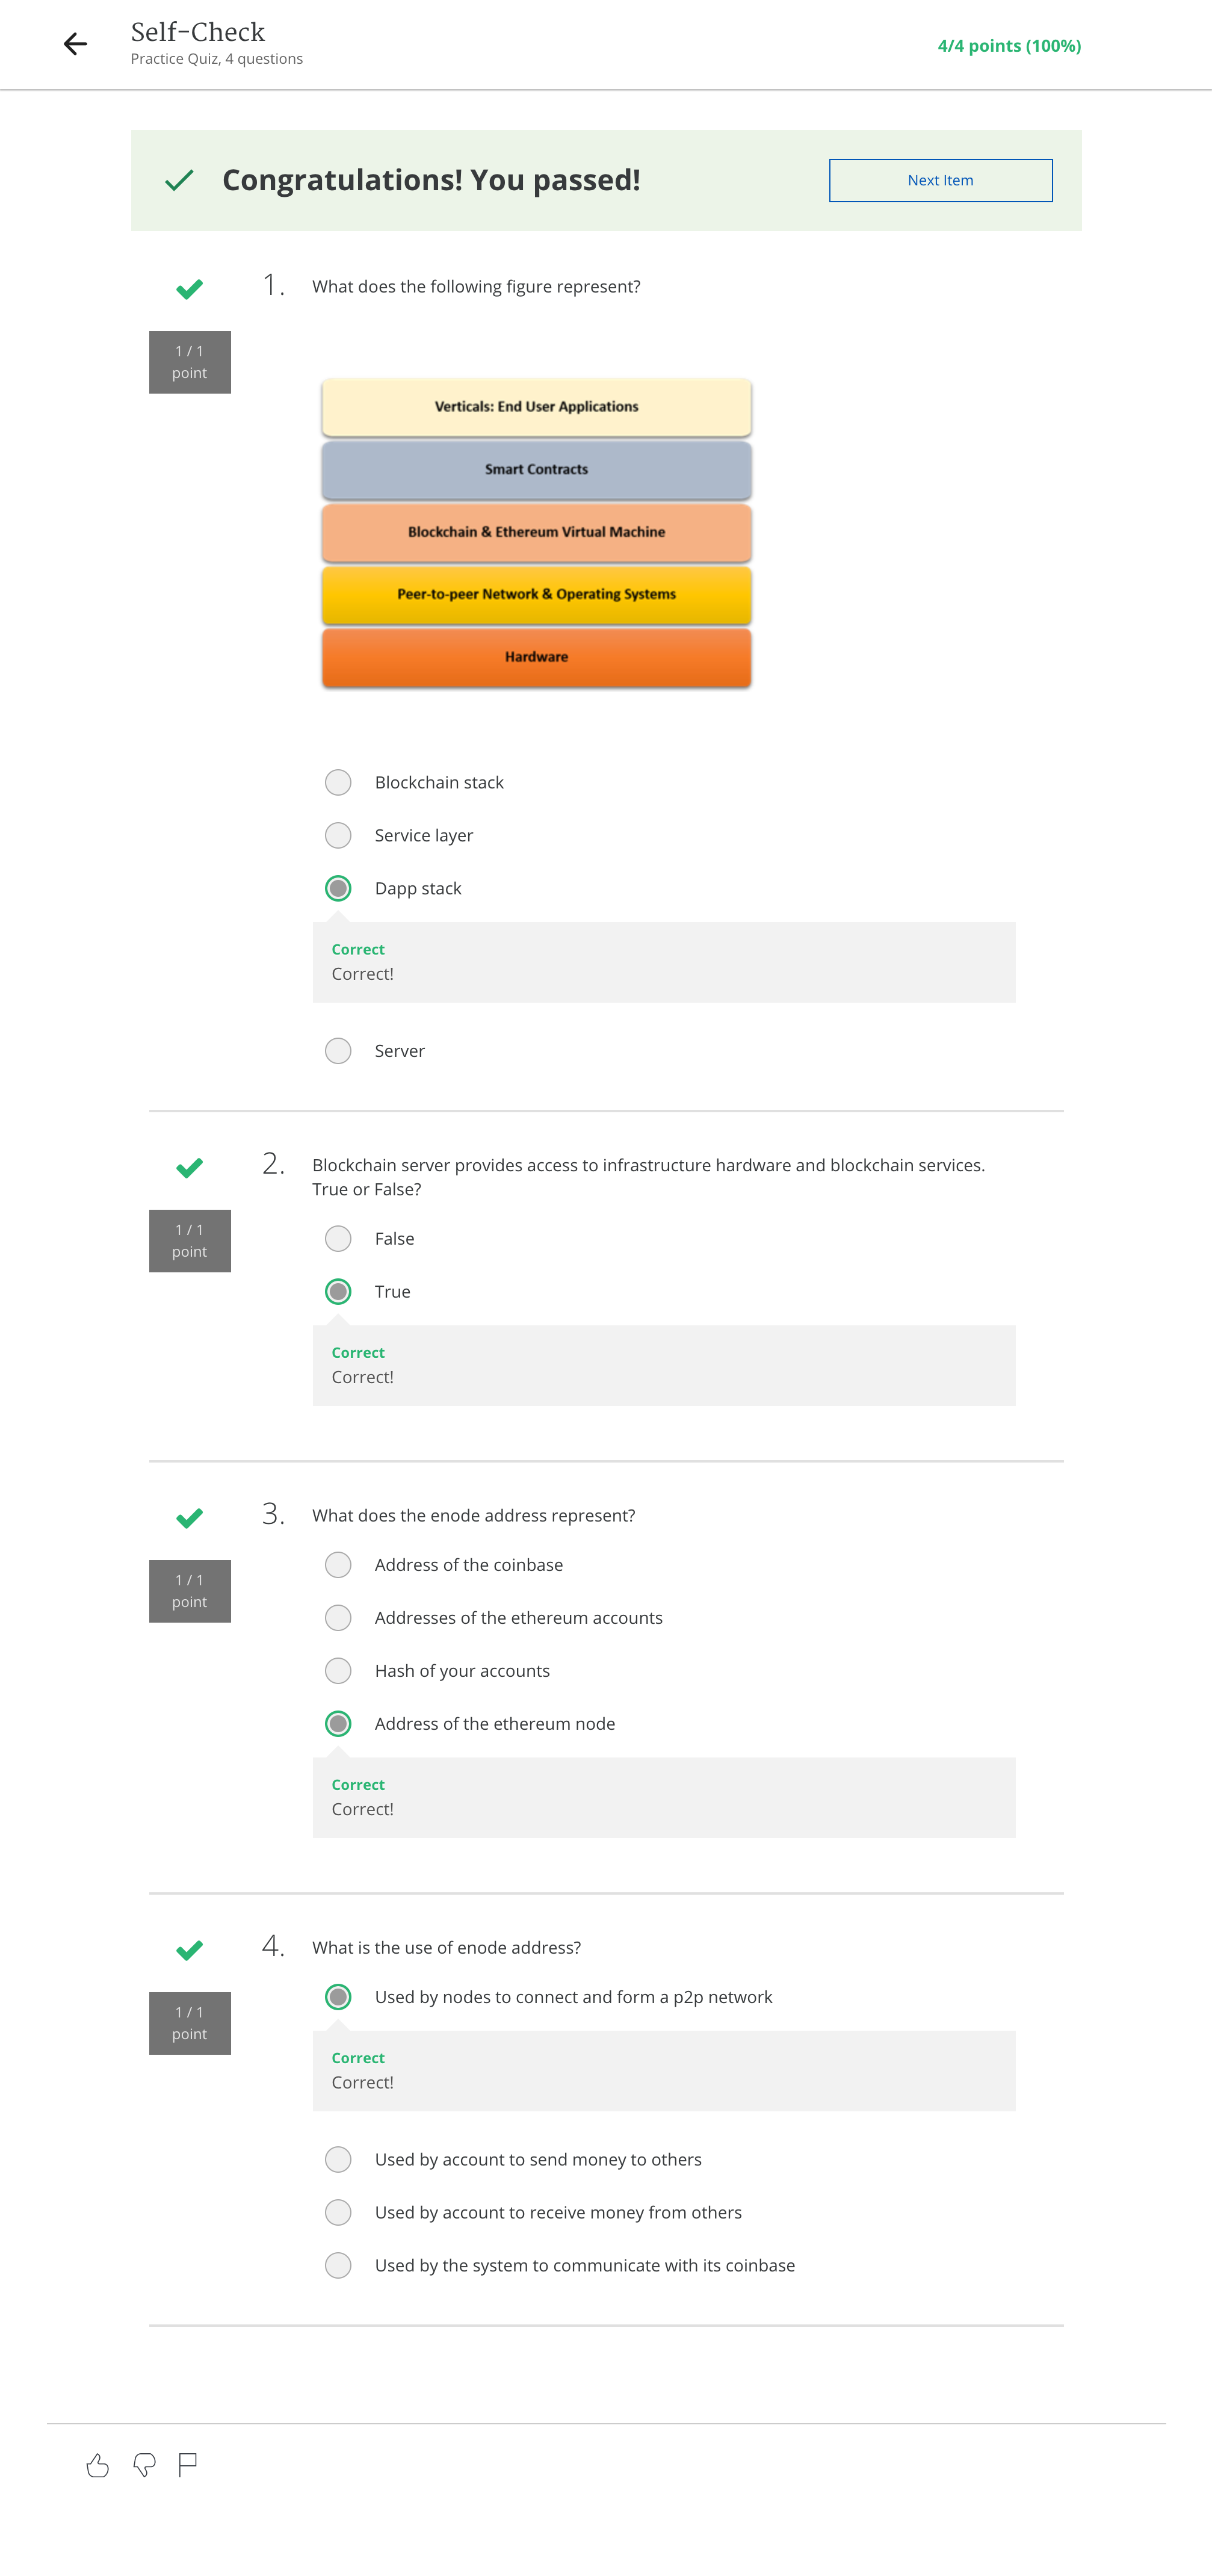 Self-Check
Practice Quiz, 4 questions
4/4 points (100%)
Congratulations! You passed!
Next Item
1.
What does the following figure represent?
1 / 1
point
Verticals: End User Applications
Smart Contracts
Blockchain & Ethereum Virtual Machine
Peer-to-peer Network & Operating Systems
Hardware
Blockchain stack
Service layer
Dapp stack
Correct
Correct!
Server
2.
Blockchain server provides access to infrastructure hardware and blockchain services.
True or False?
1 / 1
point
False
True
Correct
Correct!
3.
What does the enode address represent?
1 / 1
point
Address of the coinbase
Addresses of the ethereum accounts
Hash of your accounts
Address of the ethereum node
Correct
Correct!
4.
What is the use of enode address?
1 / 1
point
Used by nodes to connect and form a p2p network
Correct
Correct!
Used by account to send money to others
Used by account to receive money from others
Used by the system to communicate with its coinbase